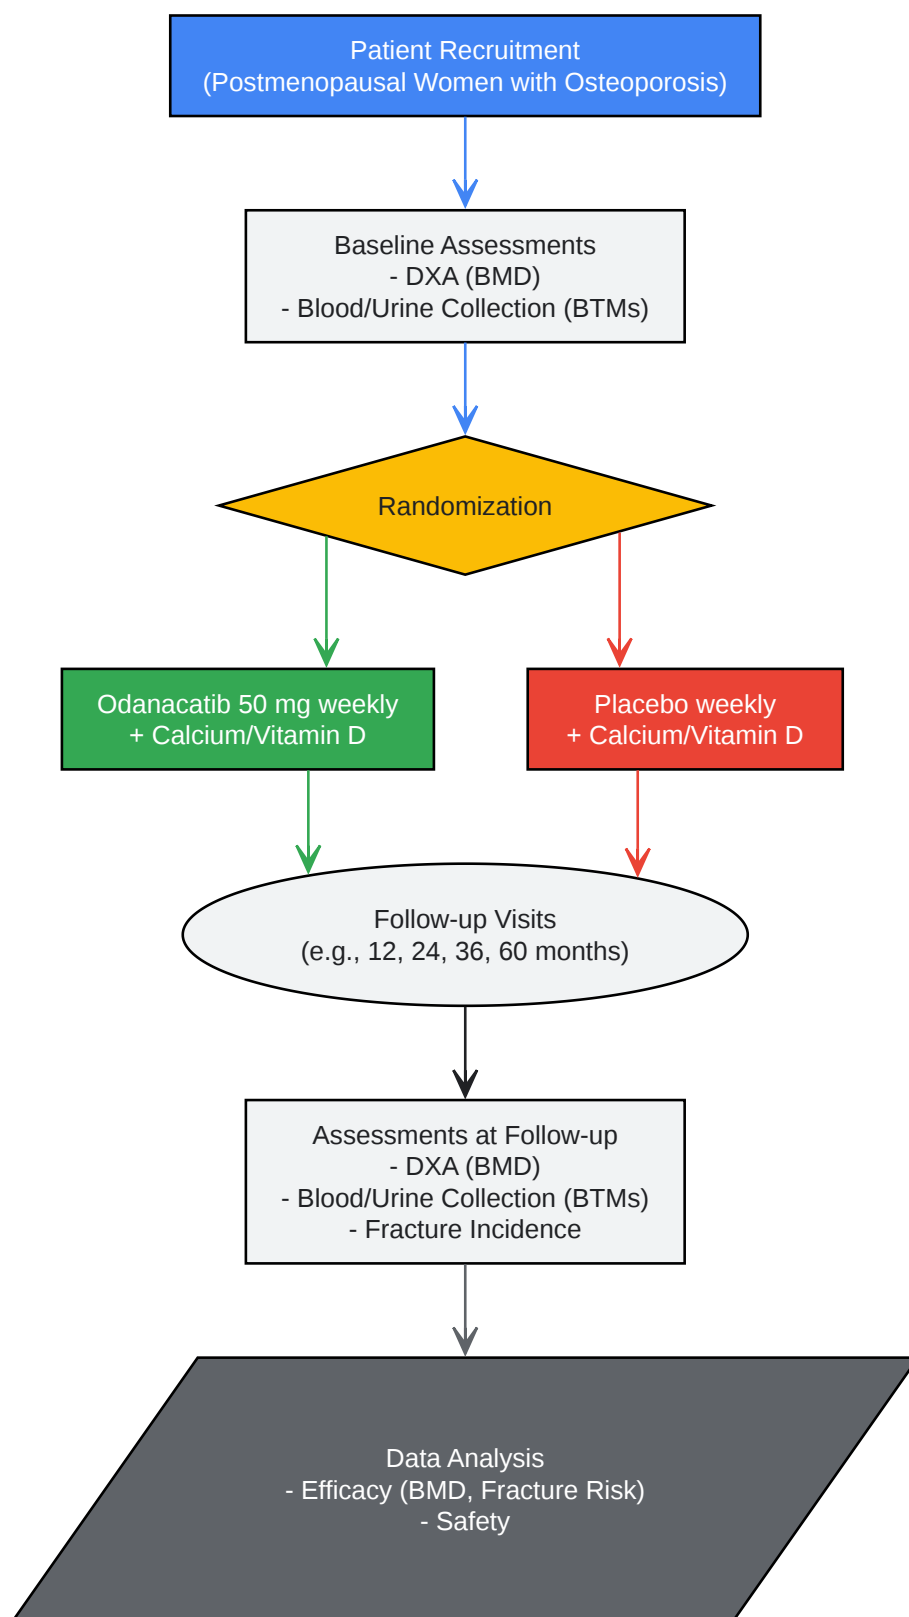 Patient Recruitment
(Postmenopausal Women with Osteoporosis)
Baseline Assessments
- DXA (BMD)
- Blood/Urine Collection (BTMs)
Randomization
Odanacatib 50 mg weekly
+ Calcium/Vitamin D
Placebo weekly
+ Calcium/Vitamin D
Follow-up Visits
(e.g., 12, 24, 36, 60 months)
Assessments at Follow-up
- DXA (BMD)
- Blood/Urine Collection (BTMs)
- Fracture Incidence
Data Analysis
- Efficacy (BMD, Fracture Risk)
- Safety